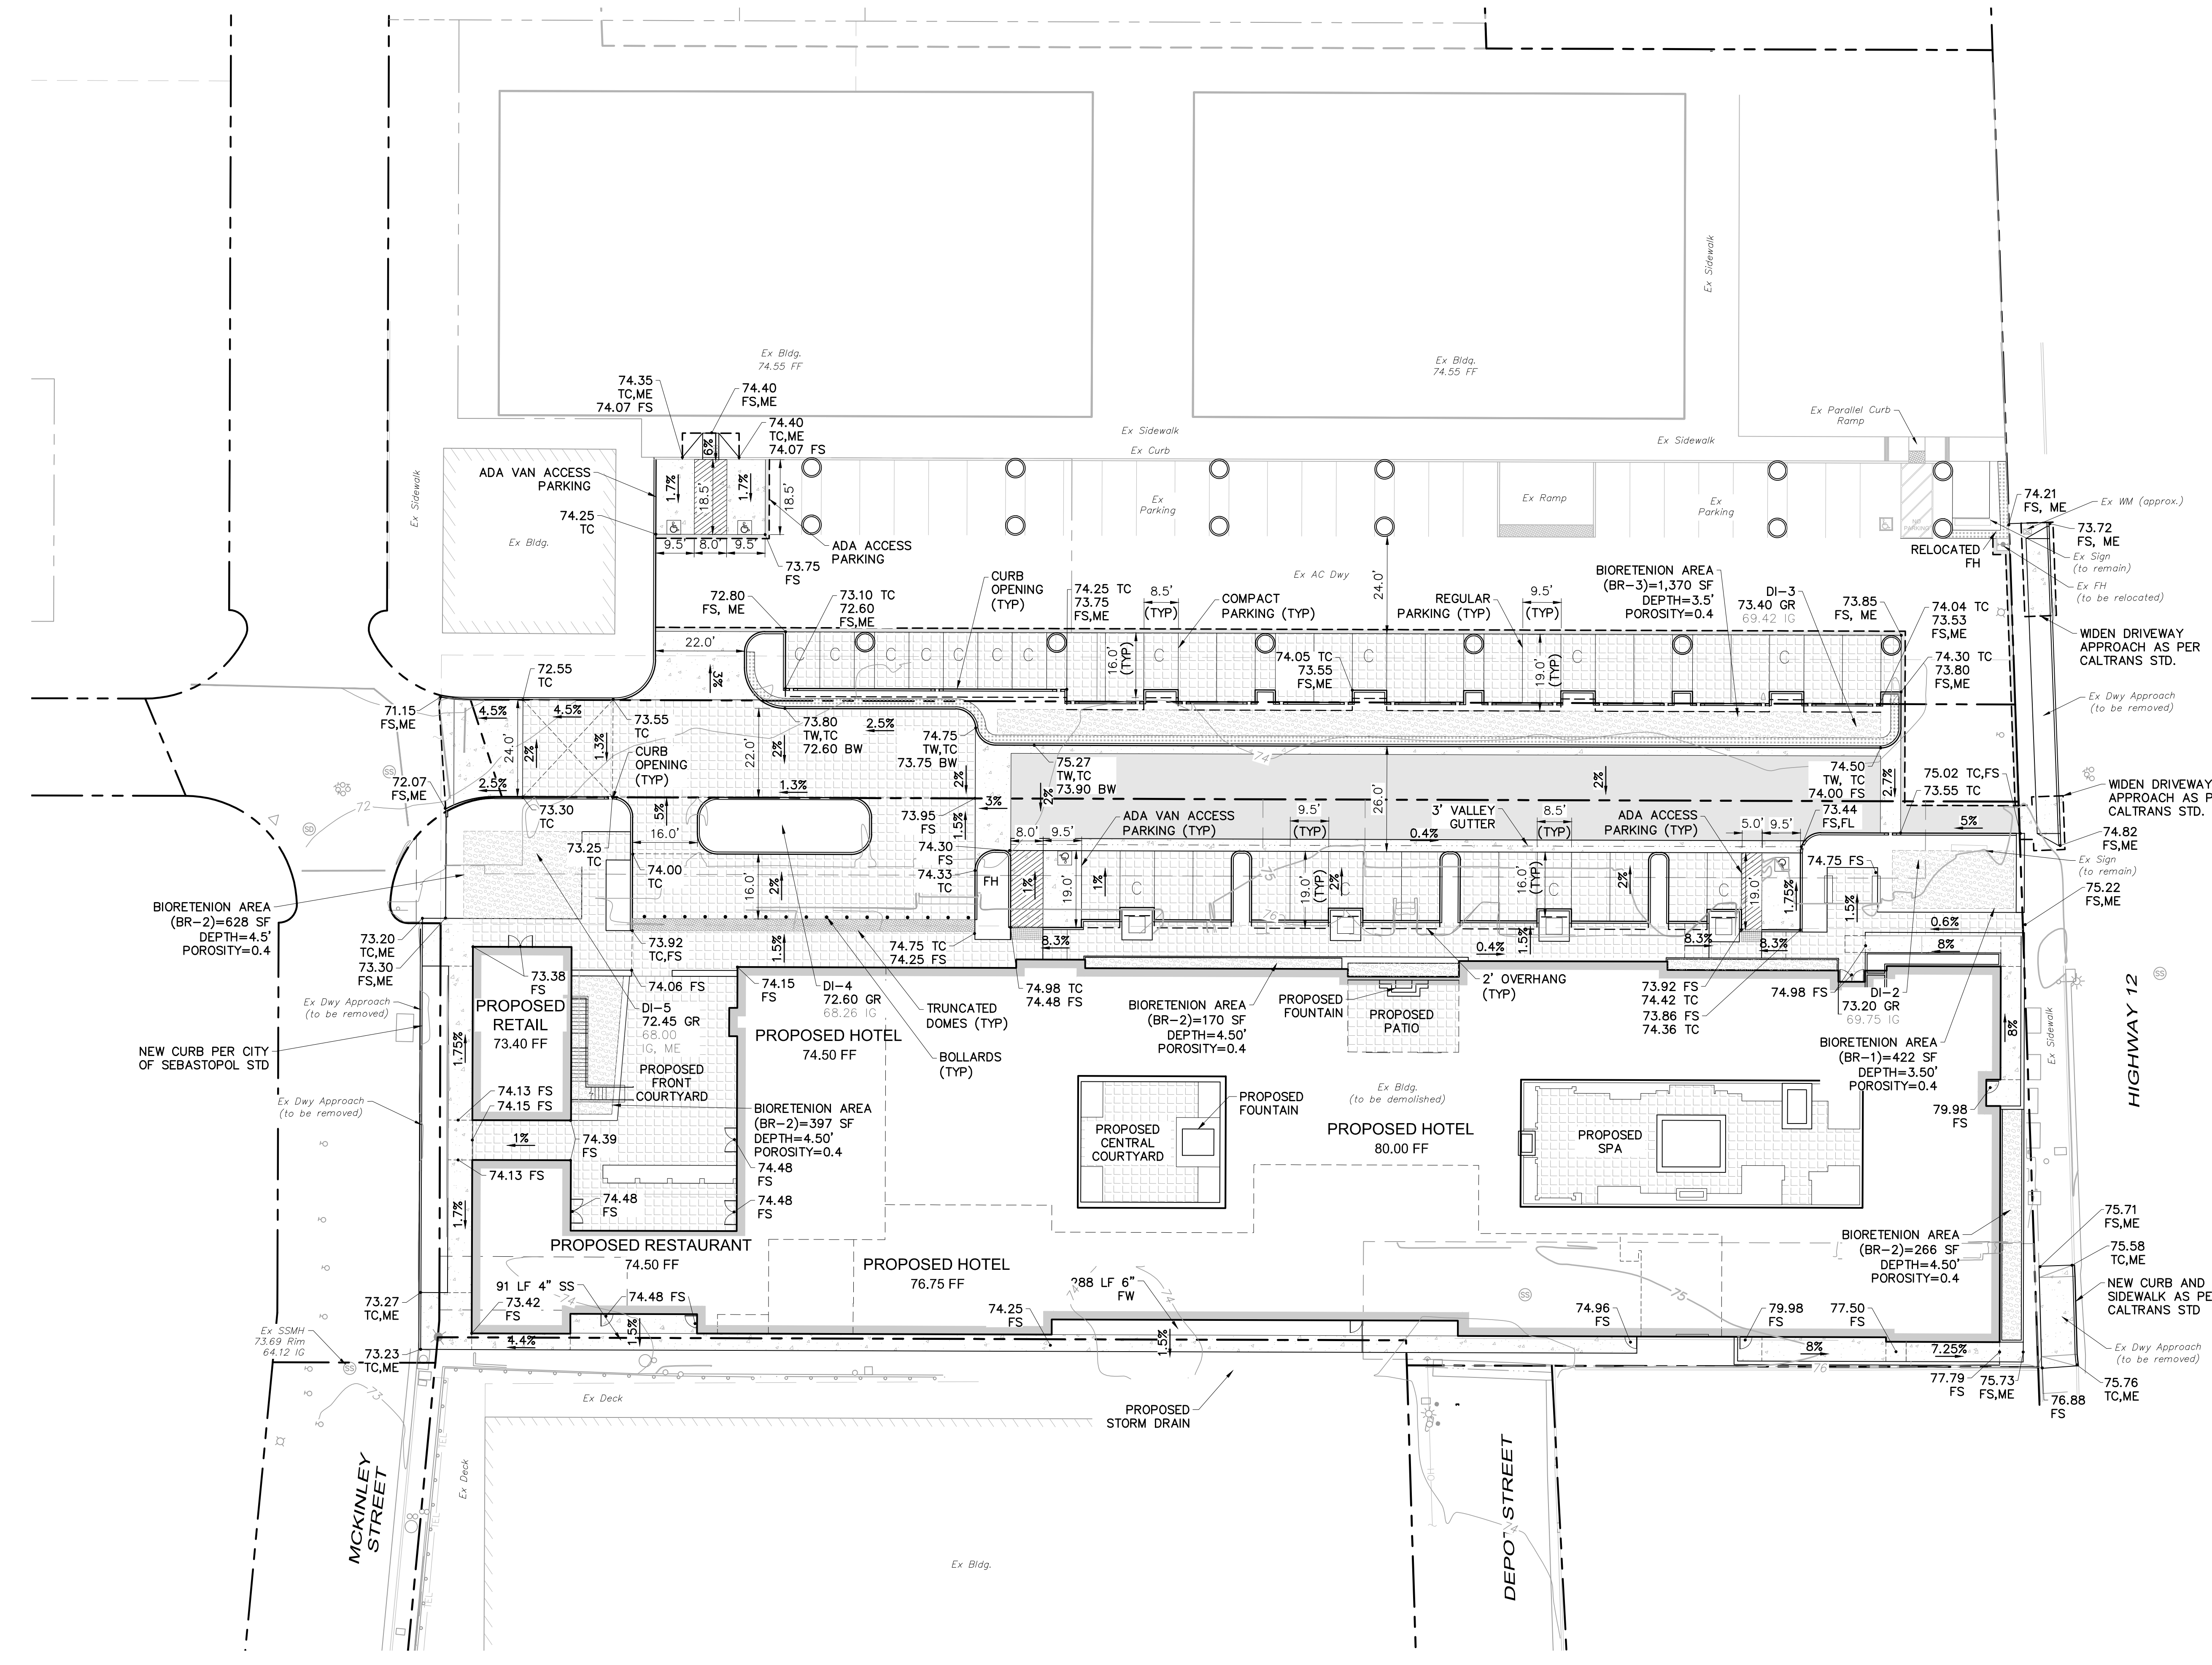 Ex Bldg.
74.55 FF
Ex Bldg.
74.55 FF
Ex Sidewalk
74.35
TC,ME
74.07 FS
74.40
FS,ME
74.40
TC,ME
74.07 FS
6%
Ex Parallel Curb
Ramp
Ex Sidewalk
Ex Sidewalk
Ex Curb
ADA VAN ACCESS
PARKING
1.7%
18.5'
1.7%
18.5'
Ex Sidewalk
Ex Bldg.
74.25
TC
9.5'
8.0'
9.5'
ADA ACCESS
PARKING
73.75
FS
Ex
Parking
Ex Ramp
Ex
Parking
NO
PARKING
74.21
FS, ME
Ex WM (approx.)
73.72
FS, ME
Ex Sign
(to remain)
RELOCATED
FH
Ex FH
(to be relocated)
WIDEN DRIVEWAY
APPROACH AS PER
CALTRANS STD.
Ex Dwy Approach
(to be removed)
72.80
FS, ME
73.10 TC
72.60
FS,ME
CURB
OPENING
(TYP)
74.25 TC
73.75
FS,ME
8.5'
(TYP)
COMPACT
PARKING (TYP)
Ex AC Dwy
24.0'
REGULAR
PARKING (TYP)
9.5'
(TYP)
BIORETENION AREA
(BR-3)=1,370 SF
DEPTH=3.5'
POROSITY=0.4
DI-3
73.40 GR
69.42 IG
73.85
FS, ME
74.04 TC
73.53
FS,ME
22.0'
3%
C C C C C C C C C C C
16.0'
(TYP)
74.05 TC
73.55
FS,ME
19.0'
(TYP)
74.30 TC
73.80
FS,ME
72.55
TC
71.15
FS,ME
4.5%
4.5%
73.55
TC
24.0'
2%
1.3%
CURB
OPENING
(TYP)
22.0'
2%
73.80
TW,TC
72.60 BW
2.5%
74.75
TW,TC
73.75 BW
2%
74
75.27
TW,TC
73.90 BW
2%
26.0'
2%
74.50
TW, TC
74.00 FS
2.7%
75.02 TC,FS
73.55 TC
WIDEN DRIVEWAY
APPROACH AS P
CALTRANS STD.
SS
72.07
FS,ME
2.5%
72
SD
73.30
TC
5%
1.3%
3%
73.95
FS
1.5%
8.0'
9.5'
ADA VAN ACCESS
PARKING (TYP)
9.5'
(TYP)
0.4%
3' VALLEY
GUTTER
8.5'
(TYP)
ADA ACCESS
PARKING (TYP)
5.0'
9.5'
73.44
FS,FL
5%
74.82
FS,ME
16.0'
73.25
TC
74.00
TC
16.0'
2%
74.30
FS
74.33
TC
FH
1%
19.0'
1%
C
75
19.0'
(TYP)
2%
C
16.0'
(TYP)
C
2%
C
19.0'
1.75%
74.75 FS
1.5%
Ex Sign
(to remain)
75.22
FS,ME
BIORETENION AREA
(BR-2)=628 SF
DEPTH=4.5'
POROSITY=0.4
73.20
TC,ME
73.30
FS,ME
73.92
TC,FS
1.5%
74.75 TC
74.25 FS
8.3%
76
0.4%
1.5%
8.3%
8.3%
0.6%
8%
Ex Dwy Approach
(to be removed)
73.38
FS
PROPOSED
RETAIL
73.40 FF
74.06 FS
DI-5
72.45 GR
68.00
IG, ME
74.15
FS
DI-4
72.60 GR
68.26 IG
PROPOSED HOTEL
74.50 FF
TRUNCATED
DOMES (TYP)
BOLLARDS
(TYP)
74.98 TC
74.48 FS
BIORETENION AREA
(BR-2)=170 SF
DEPTH=4.50'
POROSITY=0.4
PROPOSED
FOUNTAIN
PROPOSED
PATIO
2' OVERHANG
(TYP)
73.92 FS
74.42 TC
73.86 FS
74.36 TC
74.98 FS
DI-2
73.20 GR
69.75 IG
BIORETENION AREA
(BR-1)=422 SF
DEPTH=3.50'
POROSITY=0.4
8%
Ex Sidewalk
SS
HIGHWAY 12
NEW CURB PER CITY
OF SEBASTOPOL STD
1.75%
PROPOSED
FRONT
COURTYARD
Ex Dwy Approach
(to be removed)
74.13 FS
74.15 FS
BIORETENION AREA
(BR-2)=397 SF
DEPTH=4.50'
POROSITY=0.4
1%
74.39
FS
74.13 FS
74.48
FS
74.48
FS
74.48
FS
1.7%
PROPOSED
CENTRAL
COURTYARD
PROPOSED
FOUNTAIN
Ex Bldg.
(to be demolished)
PROPOSED HOTEL
80.00 FF
PROPOSED
SPA
79.98
FS
PROPOSED RESTAURANT
74.50 FF
PROPOSED HOTEL
76.75 FF
BIORETENION AREA
(BR-2)=266 SF
DEPTH=4.50'
POROSITY=0.4
75.71
FS,ME
75.58
TC,ME
NEW CURB AND
SIDEWALK AS PE
CALTRANS STD
73.27
TC,ME
91 LF 4" SS
74
73.42
FS
74.48 FS
1.5%
4.4%
74.25
FS
288 LF 6"
FW
74
74
1.5%
SS
75
74.96
FS
79.98
FS
77.50
FS
8%
7.25%
76
Ex SSMH
73.69 Rim
64.12 IG
SS
73.23
TC,ME
Ex Dwy Approach
(to be removed)
77.79
FS
75.73
FS,ME
76.88
FS
75.76
TC,ME
73
Ex Deck
PROPOSED
STORM DRAIN
Ex Deck
MCKINLEY
STREET
TEL
TEL
TEL
Ex Bldg.
DEPOT STREET
74